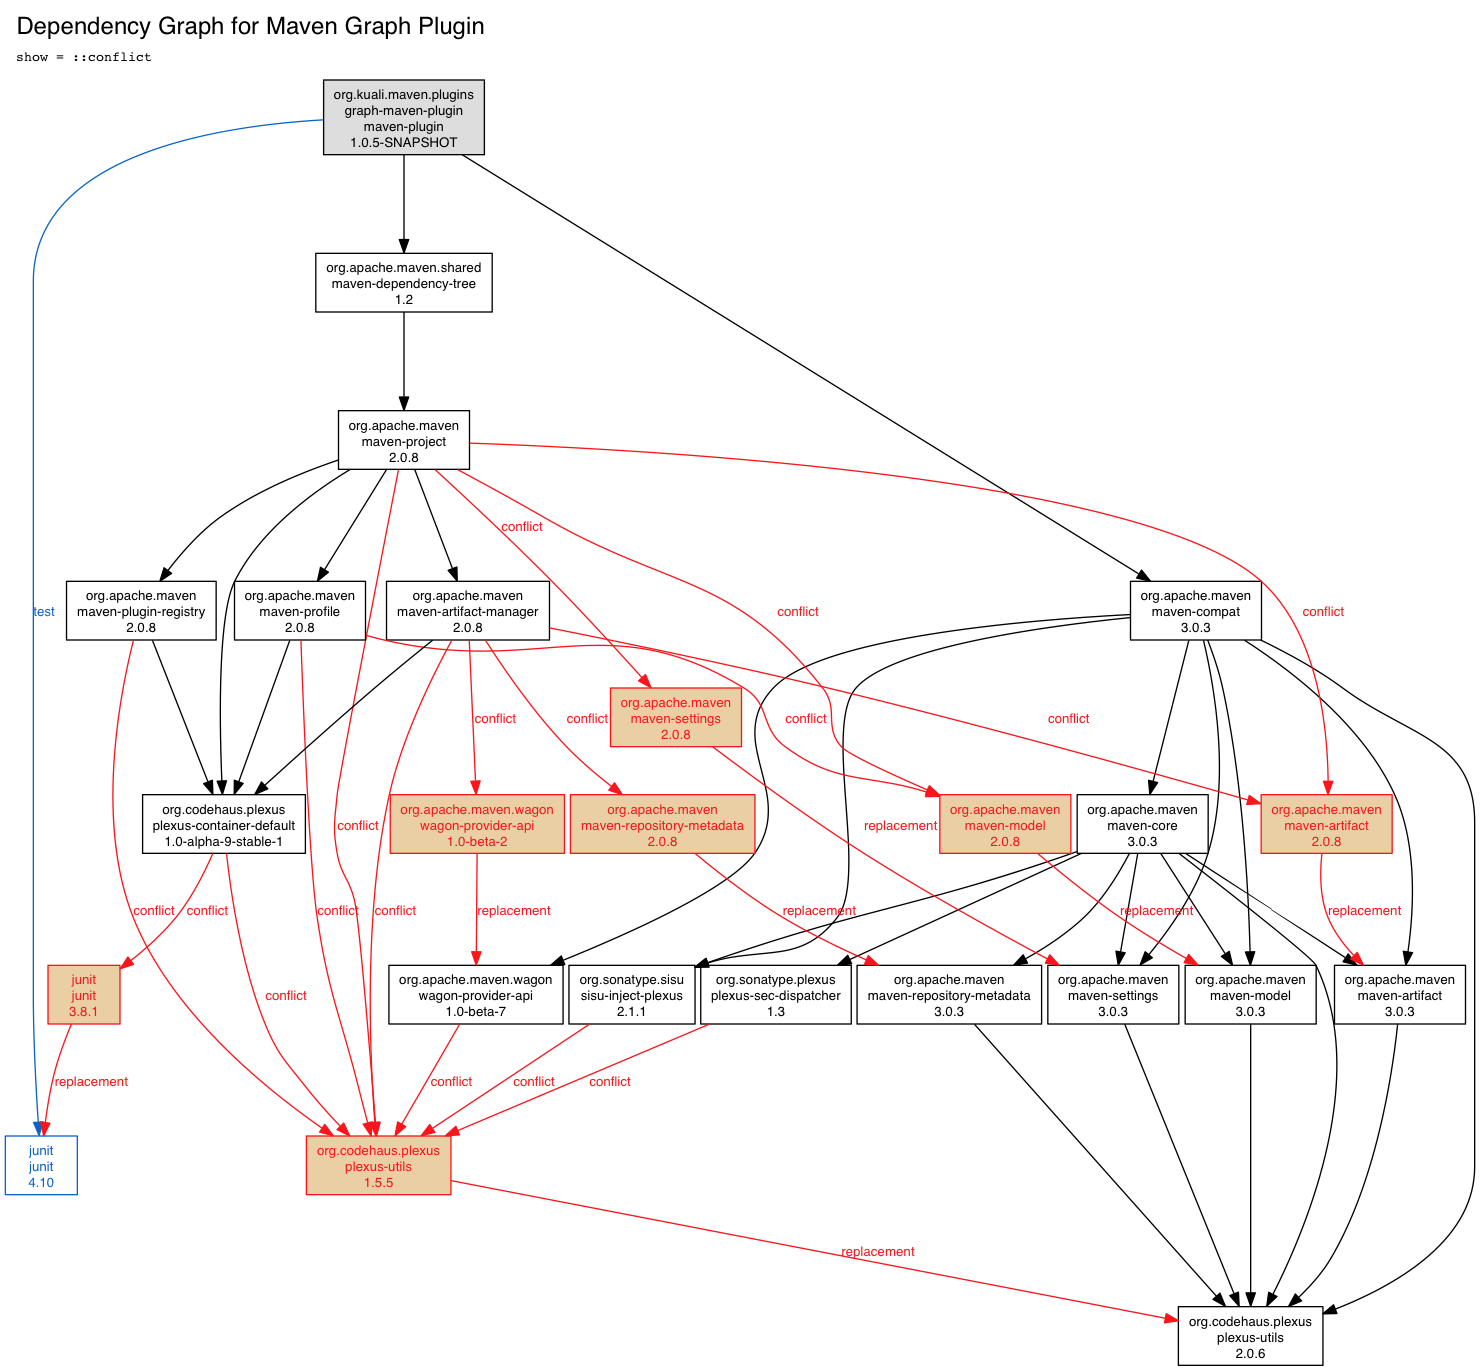 Dependency Graph for Maven Graph Plugin
show = ::conflict
org.kuali.maven.plugins
graph-maven-plugin
maven-plugin
1.0.5-SNAPSHOT
org.apache.maven.shared
maven-dependency-tree
1.2
org.apache.maven
maven-project
2.0.8
conflict
test
org.apache.maven
maven-plugin-registry
2.0.8
org.apache.maven
maven-profile
2.0.8
org.apache.maven
maven-artifact-manager
2.0.8
conflict
org.apache.maven
maven-compat
3.0.3
conflict
conflict
conflict
org.apache.maven
maven-settings
2.0.8
conflict
conflict
org.codehaus.plexus
plexus-container-default
1.0-alpha-9-stable-1
conflict
org.apache.maven.wagon
wagon-provider-api
1.0-beta-2
org.apache.maven
maven-repository-metadata
2.0.8
replacement
org.apache.maven
maven-model
2.0.8
org.apache.maven
maven-core
3.0.3
org.apache.maven
maven-artifact
2.0.8
conflict
conflict
conflict
conflict
replacement
replacement
replacement
replacement
junit
junit
3.8.1
conflict
org.apache.maven.wagon
wagon-provider-api
1.0-beta-7
org.sonatype.sisu
sisu-inject-plexus
2.1.1
org.sonatype.plexus
plexus-sec-dispatcher
1.3
org.apache.maven
maven-repository-metadata
3.0.3
org.apache.maven
maven-settings
3.0.3
org.apache.maven
maven-model
3.0.3
org.apache.maven
maven-artifact
3.0.3
replacement
conflict
conflict
conflict
junit
junit
4.10
org.codehaus.plexus
plexus-utils
1.5.5
replacement
org.codehaus.plexus
plexus-utils
2.0.6